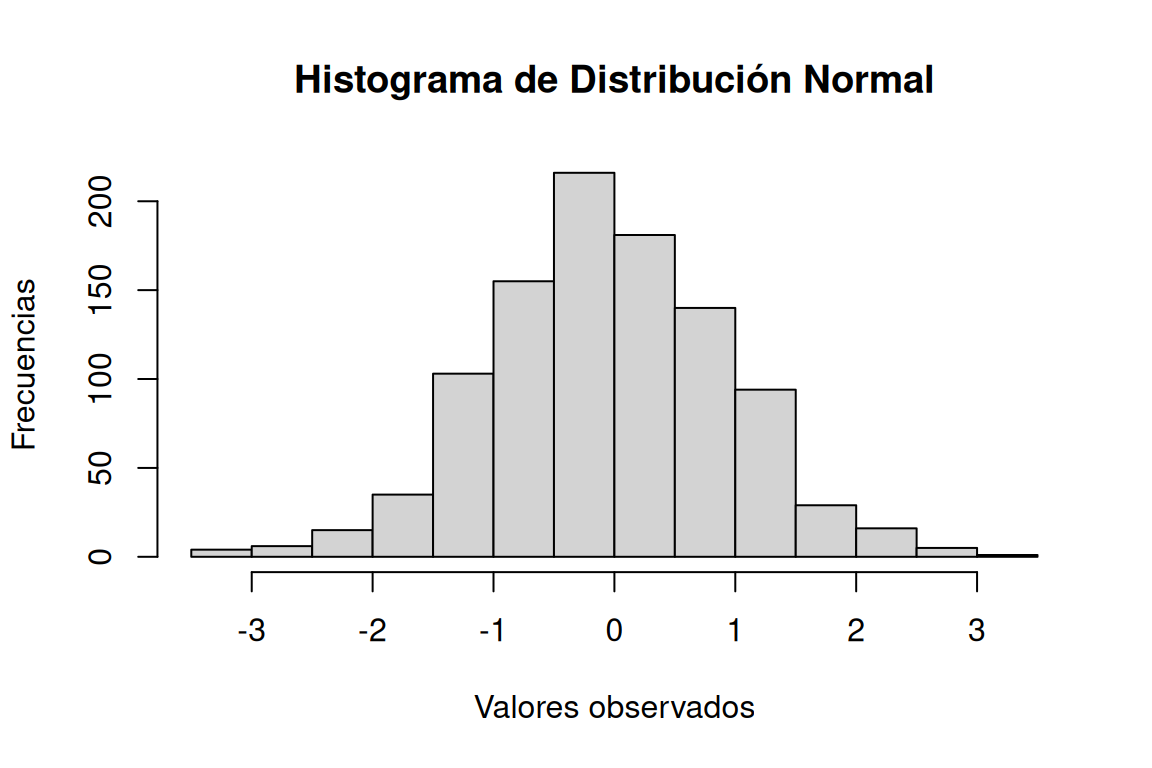 Histograma de Distribución Normal
Frecuencias
200
150
100
50
0
-3 -2 -1 0 1 2 3
Valores observados